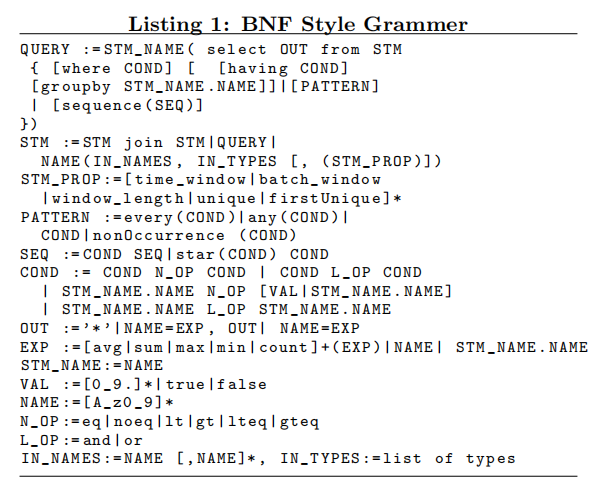 Listing 1: BNF Style Grammer
QUERY :=STM_NAME( select OUT from STM
{ [where COND] [  [having COND]
[groupby STM_NAME.NAME]]|[PATTERN]
| [sequence(SEQ)]
})
STM :=STM join STM|QUERY|
NAME(IN_NAMES, IN_TYPES [, (STM_PROP)])
STM_PROP:=[time_window|batch_window
|window_length|unique|firstUnique]*
PATTERN :=every(COND)|any(COND)|
COND|nonOccurrence (COND)
SEQ :=COND SEQ|star(COND) COND
COND := COND N_OP COND | COND L_OP COND
| STM_NAME.NAME N_OP [VAL|STM_NAME.NAME]
| STM_NAME.NAME L_OP STM_NAME.NAME
OUT :='*'|NAME=EXP, OUT| NAME=EXP
EXP :=[avg|sum|max|min|count]+(EXP)|NAME| STM_NAME.NAME
STM_NAME:=NAME
VAL :=[0_9.]*|true|false
NAME:=[A_z0_9]*
N_OP:=eq|noeq|lt|gt|lteq|gteq
L_OP:=and|or
IN_NAMES:=NAME [,NAME]*, IN_TYPES:=list of types